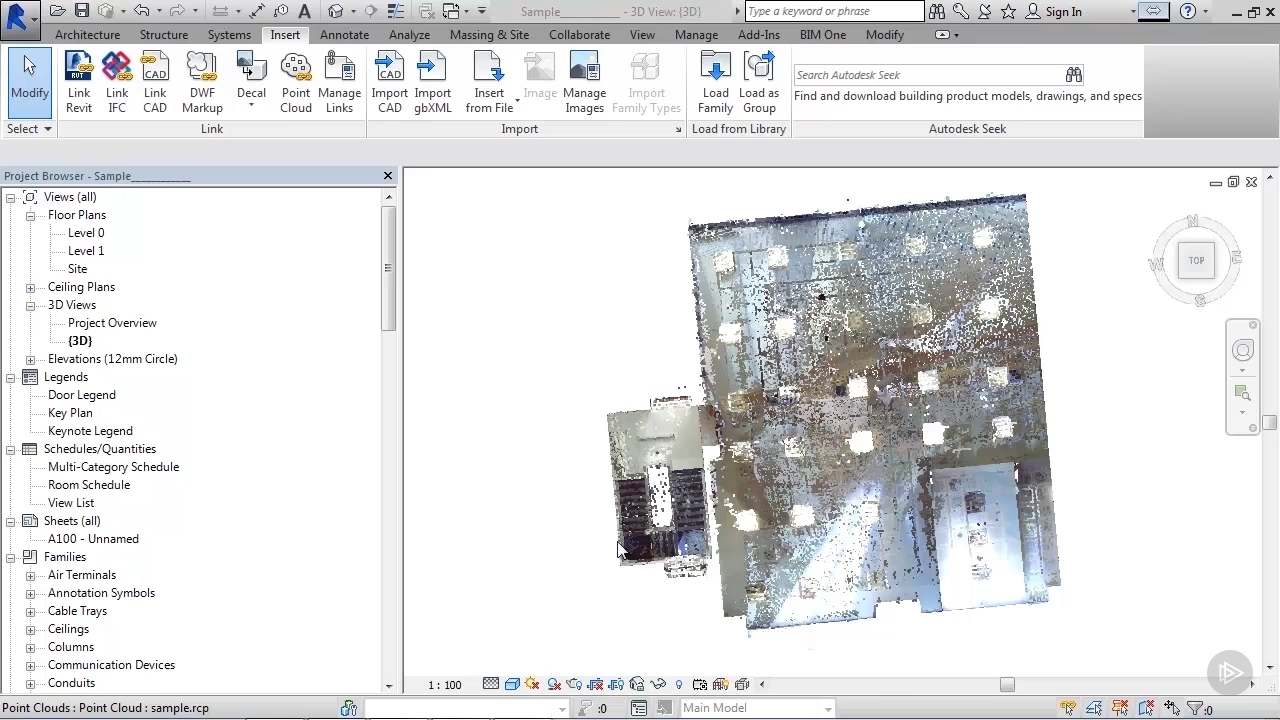 Sample__________ - 3D View: {3D}
Type a keyword or phrase
Sign In
Architecture Structure Systems Insert Annotate Analyze Massing & Site Collaborate View Manage Add-Ins BIM One Modify
Modify
Link Revit
Link IFC
Link CAD
DWF Markup
Decal
Point Cloud
Manage Links
Import CAD
Import gbXML
Insert from File
Image
Manage Images
Import Family Types
Load Family
Load as Group
Search Autodesk Seek
Find and download building product models, drawings, and specs
Select Link Import Load from Library Autodesk Seek
Project Browser - Sample____________
Views (all)
Floor Plans
Level 0
Level 1
Site
Ceiling Plans
3D Views
Project Overview
{3D}
Elevations (12mm Circle)
Legends
Door Legend
Key Plan
Keynote Legend
Schedules/Quantities
Multi-Category Schedule
Room Schedule
View List
Sheets (all)
A100 - Unnamed
Families
Air Terminals
Annotation Symbols
Cable Trays
Ceilings
Columns
Communication Devices
Conduits
N
W TOP E
S
1 : 100
Point Clouds : Point Cloud : sample.rcp
:0
Main Model
:0